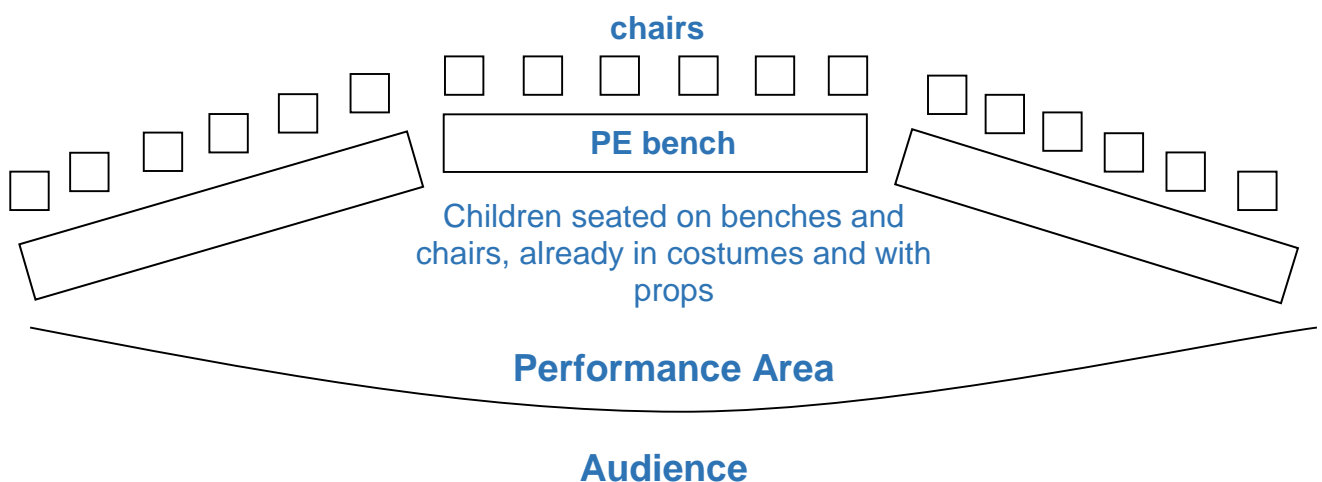 chairs
PE bench
Children seated on benches and
chairs, already in costumes and with
props
Performance Area
Audience